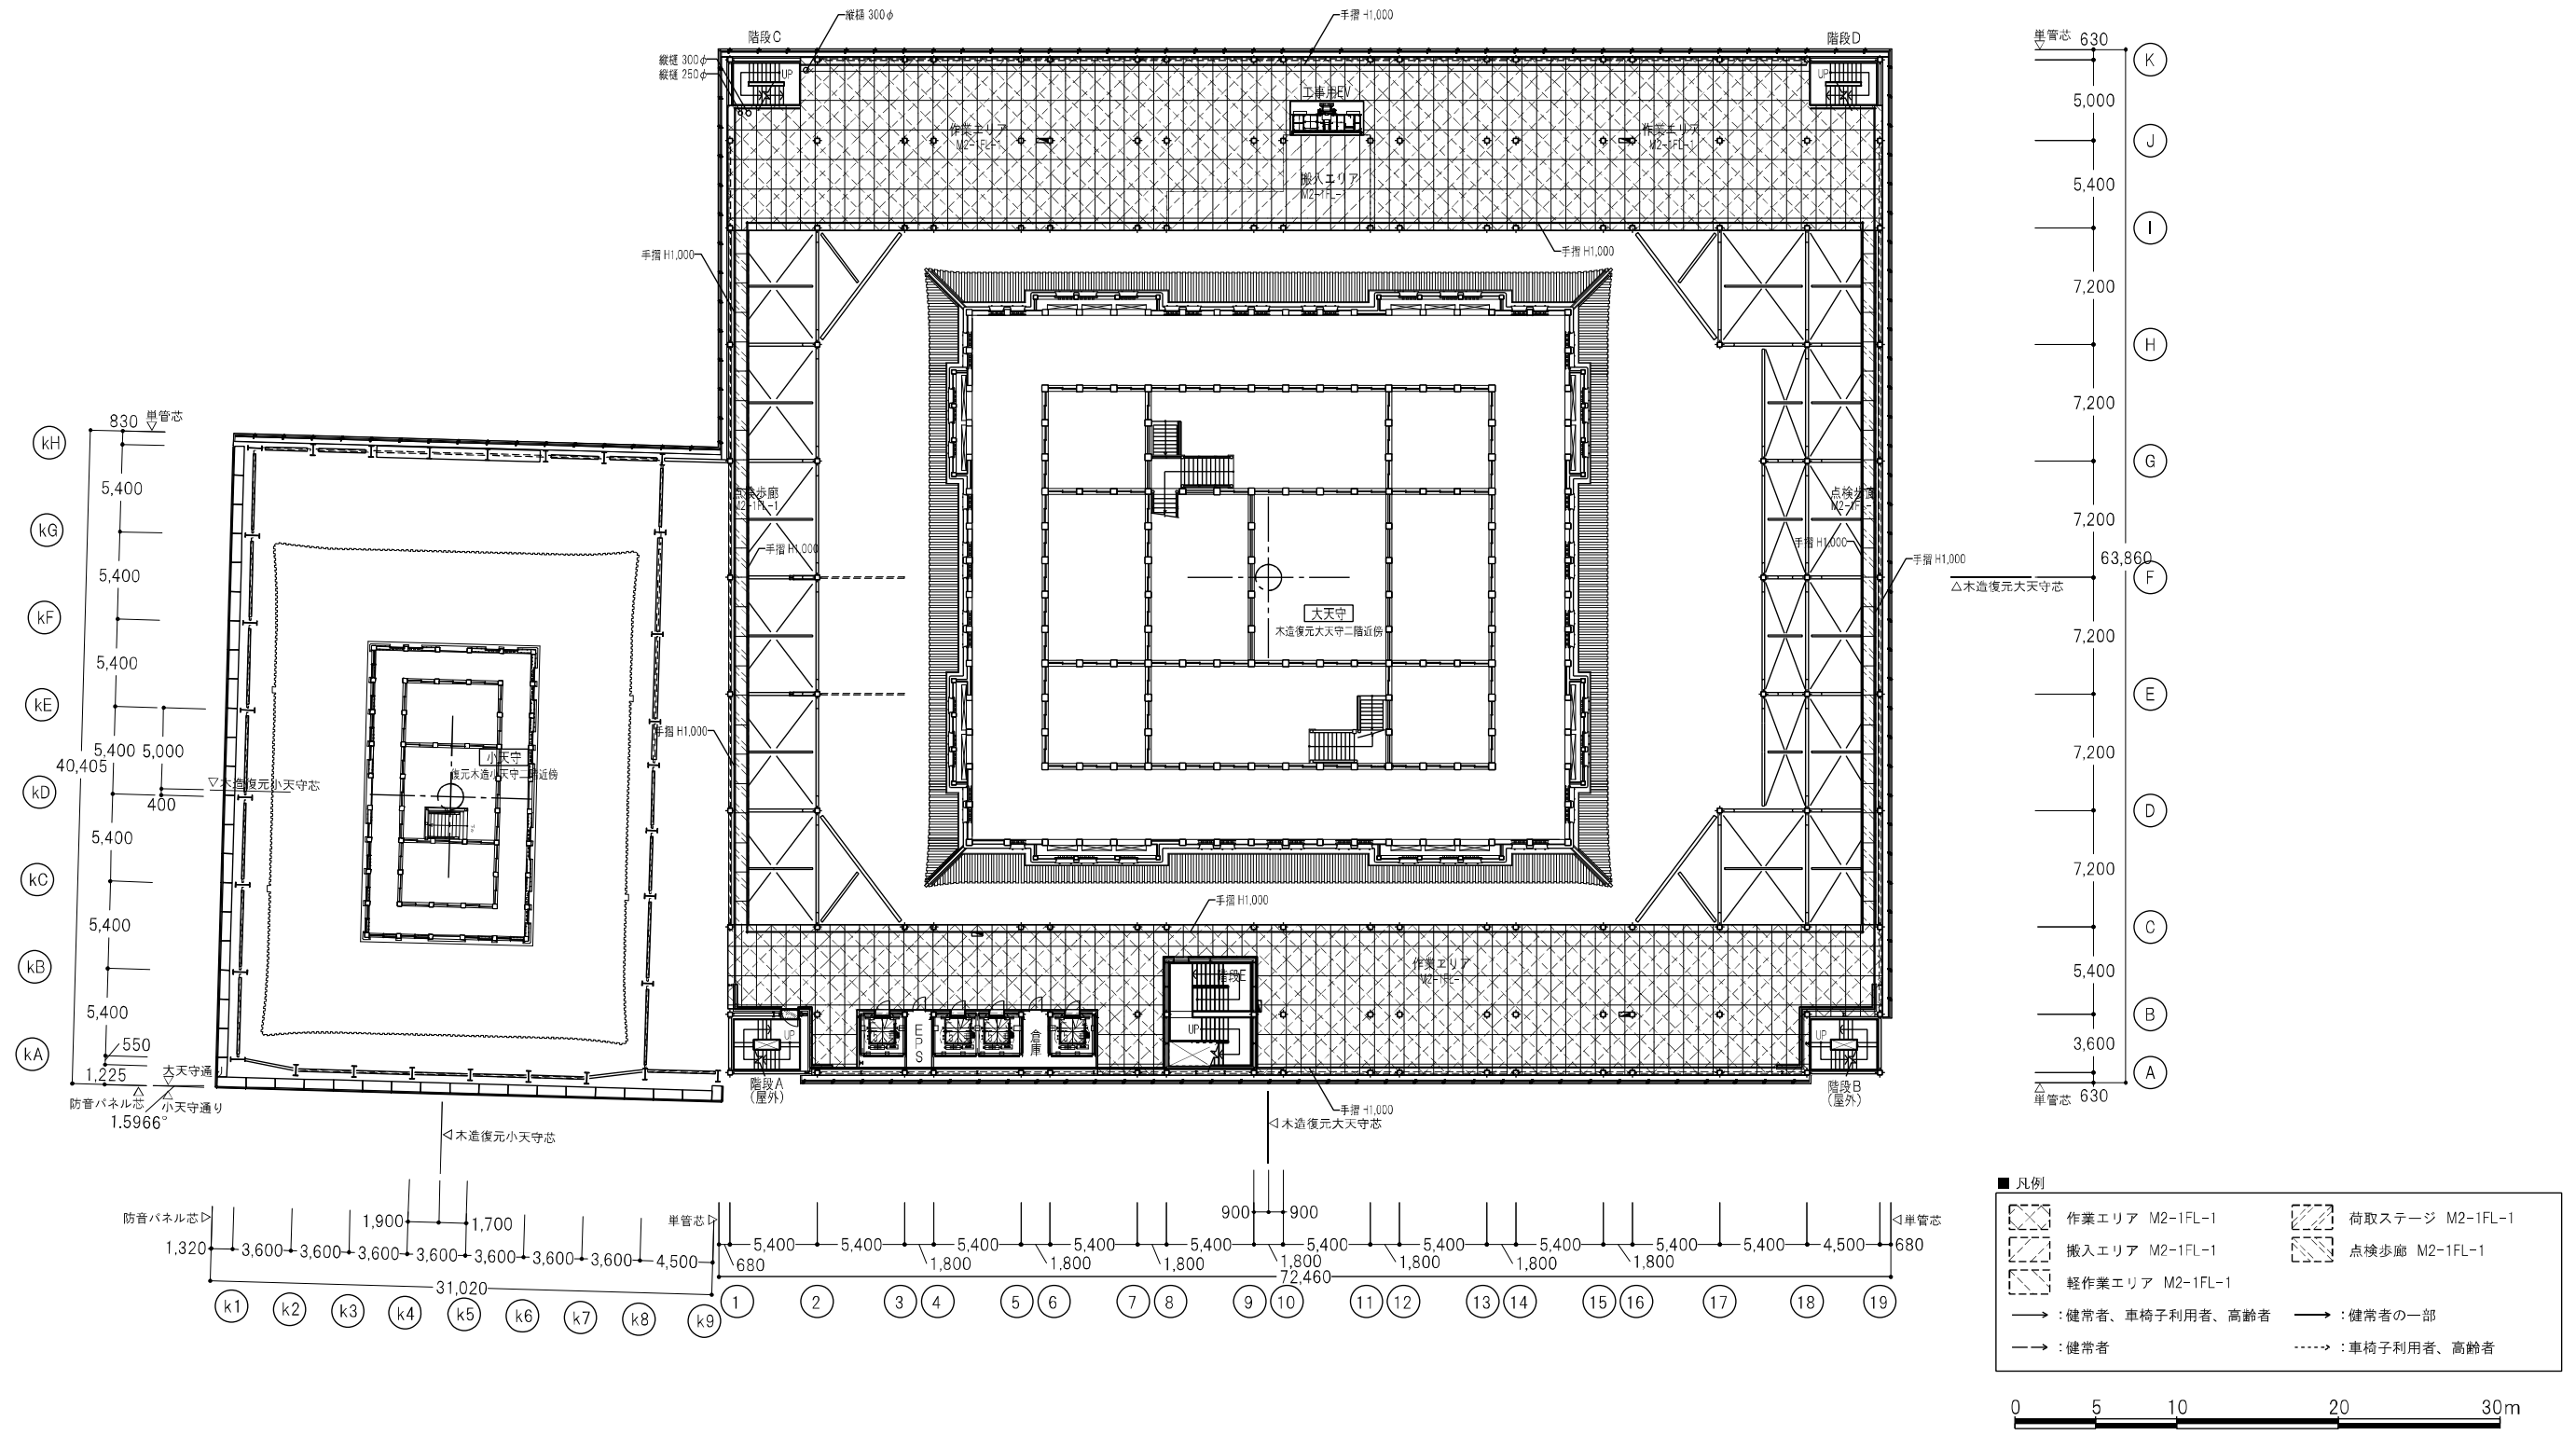 縦樋 300φ
手摺 H1,000
階段C
階段D
縦樋 300φ
縦樋 250φ
UP
UP
工事用EV
作業エリア
M2-1FL-1
作業エリア
M2-1FL-1
搬入エリア
M2-1FL-1
手摺 H1,000
手摺 H1,000
点検歩廊
M2-1FL-1
点検歩廊
M2-1FL-
手摺 H1,000
手摺 H1,000
手摺 H1,000
大天守
木造復元大天守二階近傍
手摺 H1,000
小天守
復元木造小天守二階近傍
手摺 H1,000
作業エリア
M2-1FL-
階段E
UP
UP
UP
EPS
倉庫
階段A
(屋外)
階段B
(屋外)
手摺 H1,000
単管芯 630
5,000
5,400
7,200
7,200
7,200
7,200
7,200
7,200
5,400
3,600
単管芯 630
63,860
△木造復元大天守芯
K
J
I
H
G
F
E
D
C
B
A
830 単管芯
kH
5,400
kG
5,400
kF
5,400
kE
5,400 5,000
40,405
▽木造復元小天守芯
kD
400
5,400
kC
5,400
kB
5,400
550
kA
1,225
大天守通り
防音パネル芯
小天守通り
1.5966°
◁木造復元小天守芯
◁木造復元大天守芯
防音パネル芯▷
1,900 1,700
1,320 3,600 3,600 3,600 3,600 3,600 3,600 3,600 4,500
31,020
k1 k2 k3 k4 k5 k6 k7 k8 k9
単管芯▷
900 900
◁単管芯
5,400 5,400 5,400 5,400 5,400 5,400 5,400 5,400 5,400 5,400 4,500 680
680 1,800 1,800 1,800 1,800 1,800 1,800 1,800
72,460
1 2 3 4 5 6 7 8 9 10 11 12 13 14 15 16 17 18 19
■ 凡例
作業エリア M2-1FL-1
荷取ステージ M2-1FL-1
搬入エリア M2-1FL-1
点検歩廊 M2-1FL-1
軽作業エリア M2-1FL-1
：健常者、車椅子利用者、高齢者
：健常者の一部
：健常者
：車椅子利用者、高齢者
0 5 10 20 30m